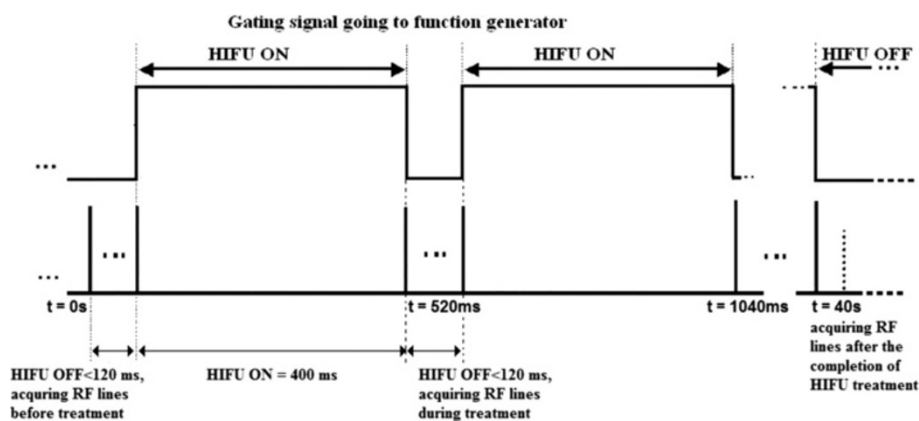 Gating signal going to function generator
HIFU ON
HIFU ON
HIFU OFF
...
...
...
...
...
...
...
t = 0s
t = 520ms
t = 1040ms
t = 40s
acquiring RF
lines after the
completion of
HIFU treatment
HIFU OFF<120 ms,
acquring RF lines
before treatment
HIFU ON = 400 ms
HIFU OFF<120 ms,
acquiring RF lines
during treatment